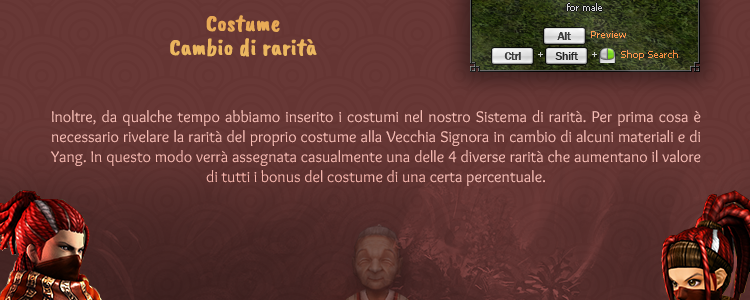 Costume
Cambio di rarità
for male
Alt Preview
Ctrl + Shift + Shop Search
Inoltre, da qualche tempo abbiamo inserito i costumi nel nostro Sistema di rarità. Per prima cosa è
necessario rivelare la rarità del proprio costume alla Vecchia Signora in cambio di alcuni materiali e di
Yang. In questo modo verrà assegnata casualmente una delle 4 diverse rarità che aumentano il valore
di tutti i bonus del costume di una certa percentuale.